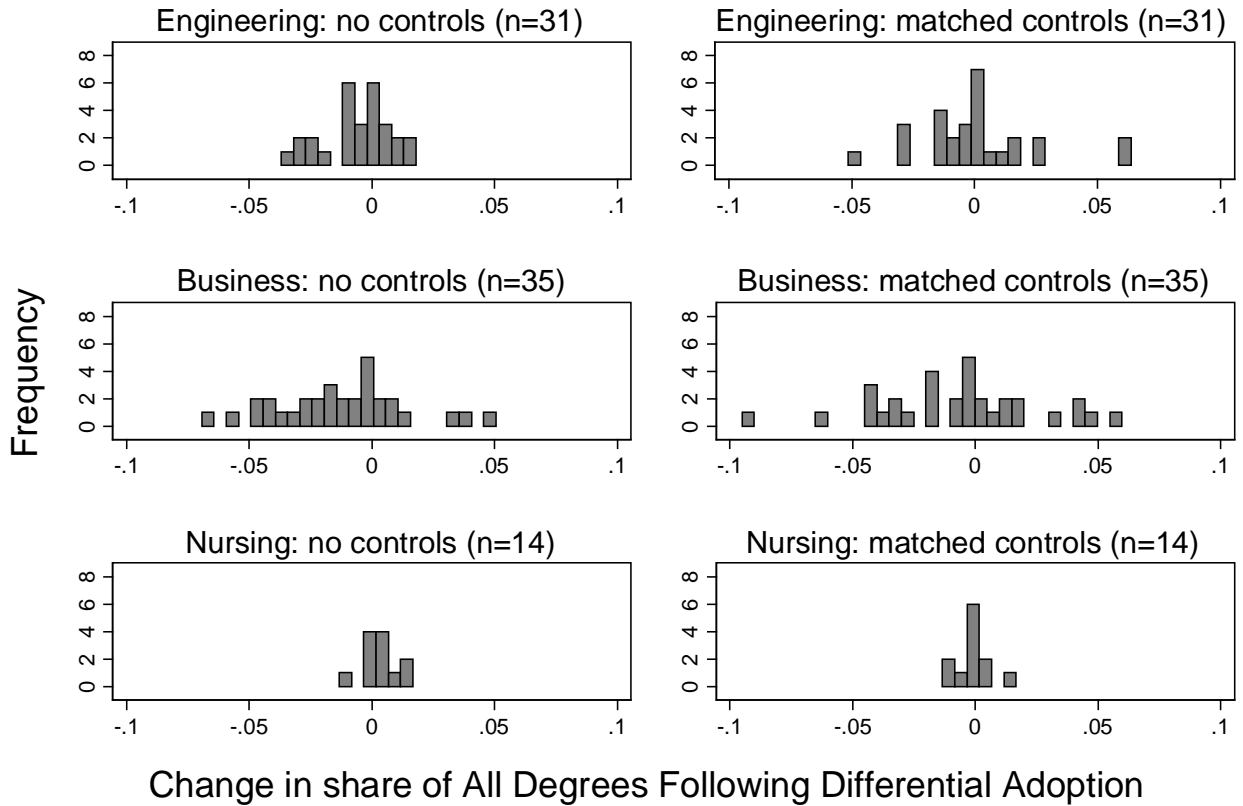 Engineering: no controls (n=31)
Engineering: matched controls (n=31)
8
6
4
2
0
-.1 -.05 0 .05 .1
8
6
4
2
0
-.1 -.05 0 .05 .1
Business: no controls (n=35)
Business: matched controls (n=35)
8
6
4
2
0
-.1 -.05 0 .05 .1
8
6
4
2
0
-.1 -.05 0 .05 .1
Frequency
Nursing: no controls (n=14)
Nursing: matched controls (n=14)
8
6
4
2
0
-.1 -.05 0 .05 .1
8
6
4
2
0
-.1 -.05 0 .05 .1
Change in share of All Degrees Following Differential Adoption